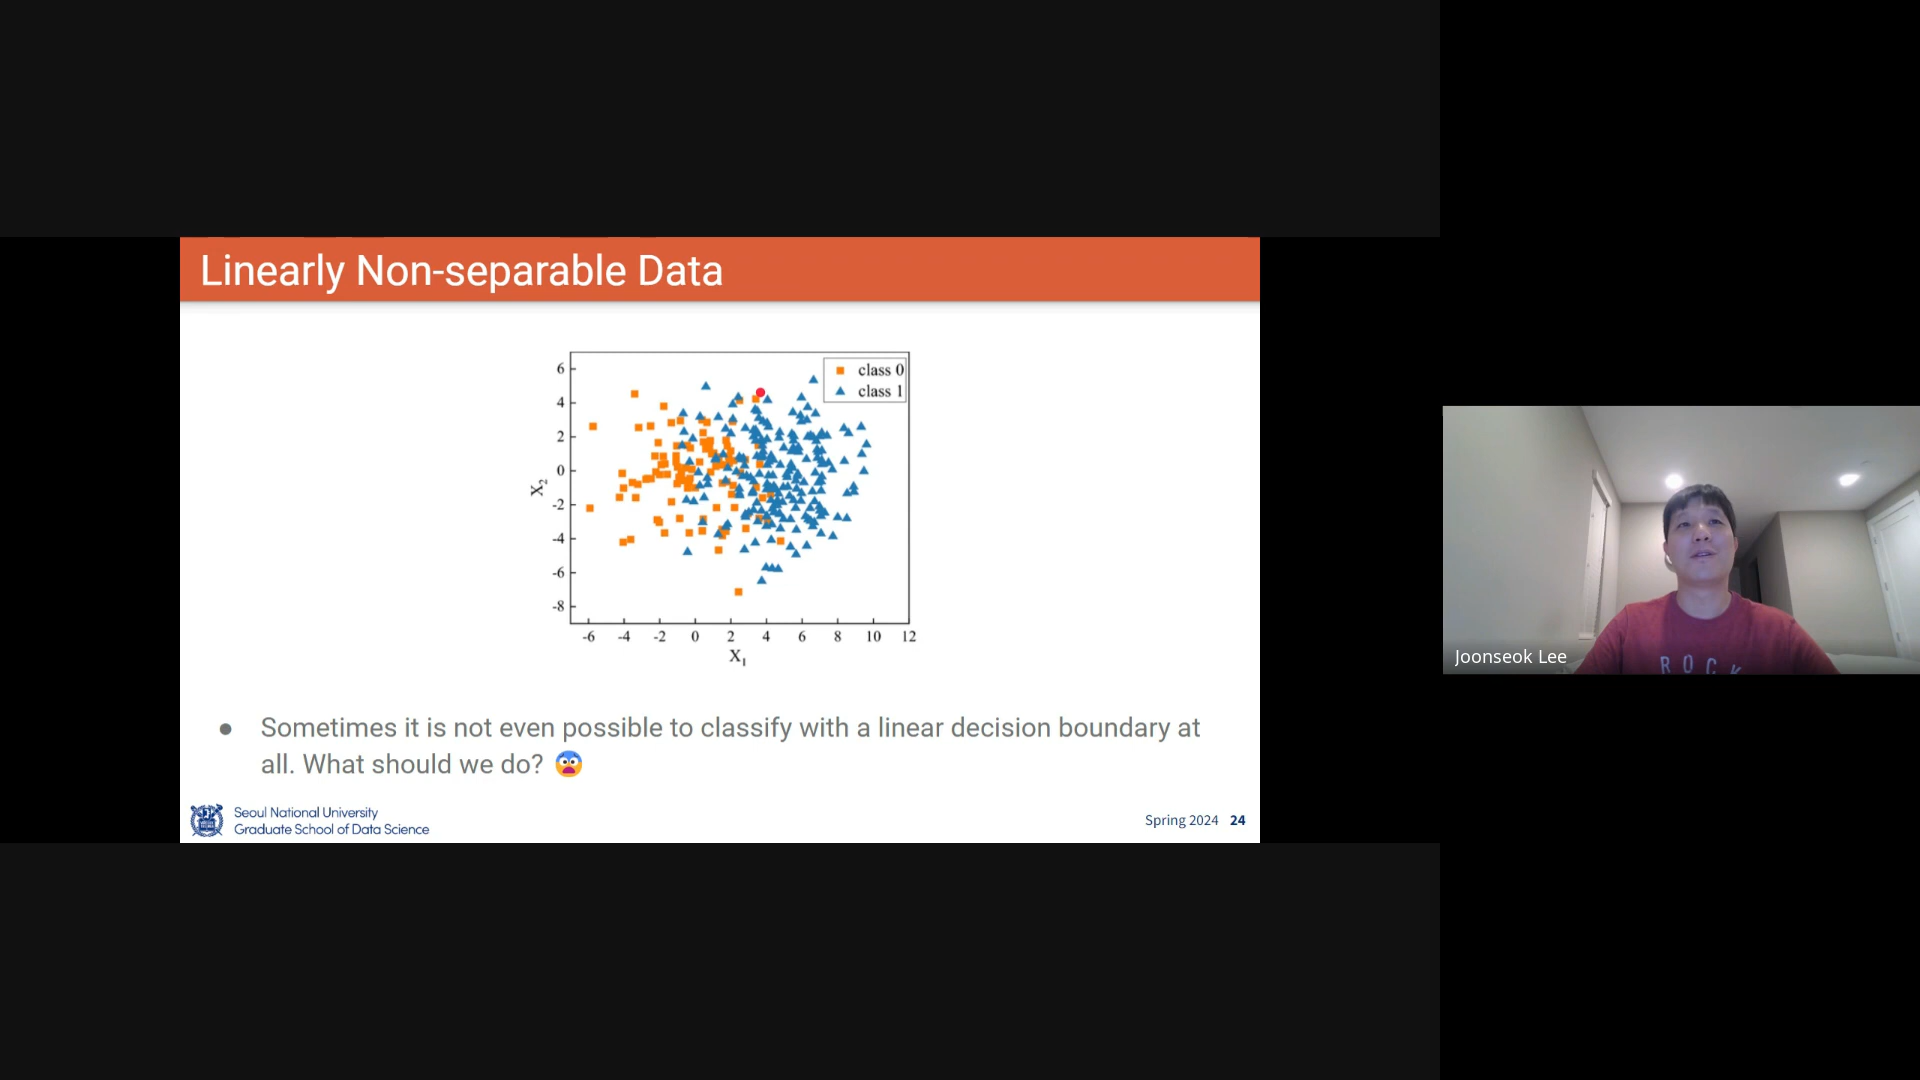 Linearly Non-separable Data
class 0
class 1
6
4
2
0
-2
-4
-6
-8
X2
-6 -4 -2 0 2 4 6 8 10 12
X1
● Sometimes it is not even possible to classify with a linear decision boundary at
all. What should we do? 😨
Seoul National University
Graduate School of Data Science
Spring 2024 24
Joonseok Lee
R O C K